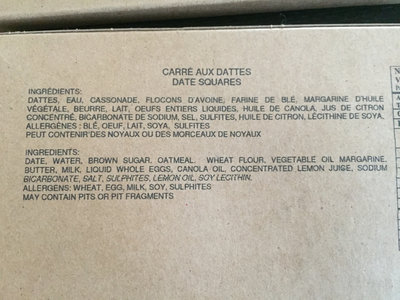 CARRÉ AUX DATTES
DATE SQUARES
INGRÉDIENTS:
DATTES, EAU, CASSONADE, FLOCONS D'AVOINE, FARINE DE BLÉ, MARGARINE D'HUILE
VÉGÉTALE, BEURRE, LAIT, OEUFS ENTIERS LIQUIDES, HUILE DE CANOLA, JUS DE CITRON
CONCENTRÉ, BICARBONATE DE SODIUM, SEL, SULFITES, HUILE DE CITRON, LÉCITHINE DE SOYA.
ALLERGÈNES : BLÉ, OEUF, LAIT, SOYA, SULFITES
PEUT CONTENIR DES NOYAUX OU DES MORCEAUX DE NOYAUX
INGREDIENTS:
DATE, WATER, BROWN SUGAR, OATMEAL, WHEAT FLOUR, VEGETABLE OIL MARGARINE,
BUTTER, MILK, LIQUID WHOLE EGGS, CANOLA OIL, CONCENTRATED LEMON JUICE, SODIUM
BICARBONATE, SALT, SULPHITES, LEMON OIL, SOY LECITHIN.
ALLERGENS: WHEAT, EGG, MILK, SOY, SULPHITES
MAY CONTAIN PITS OR PIT FRAGMENTS